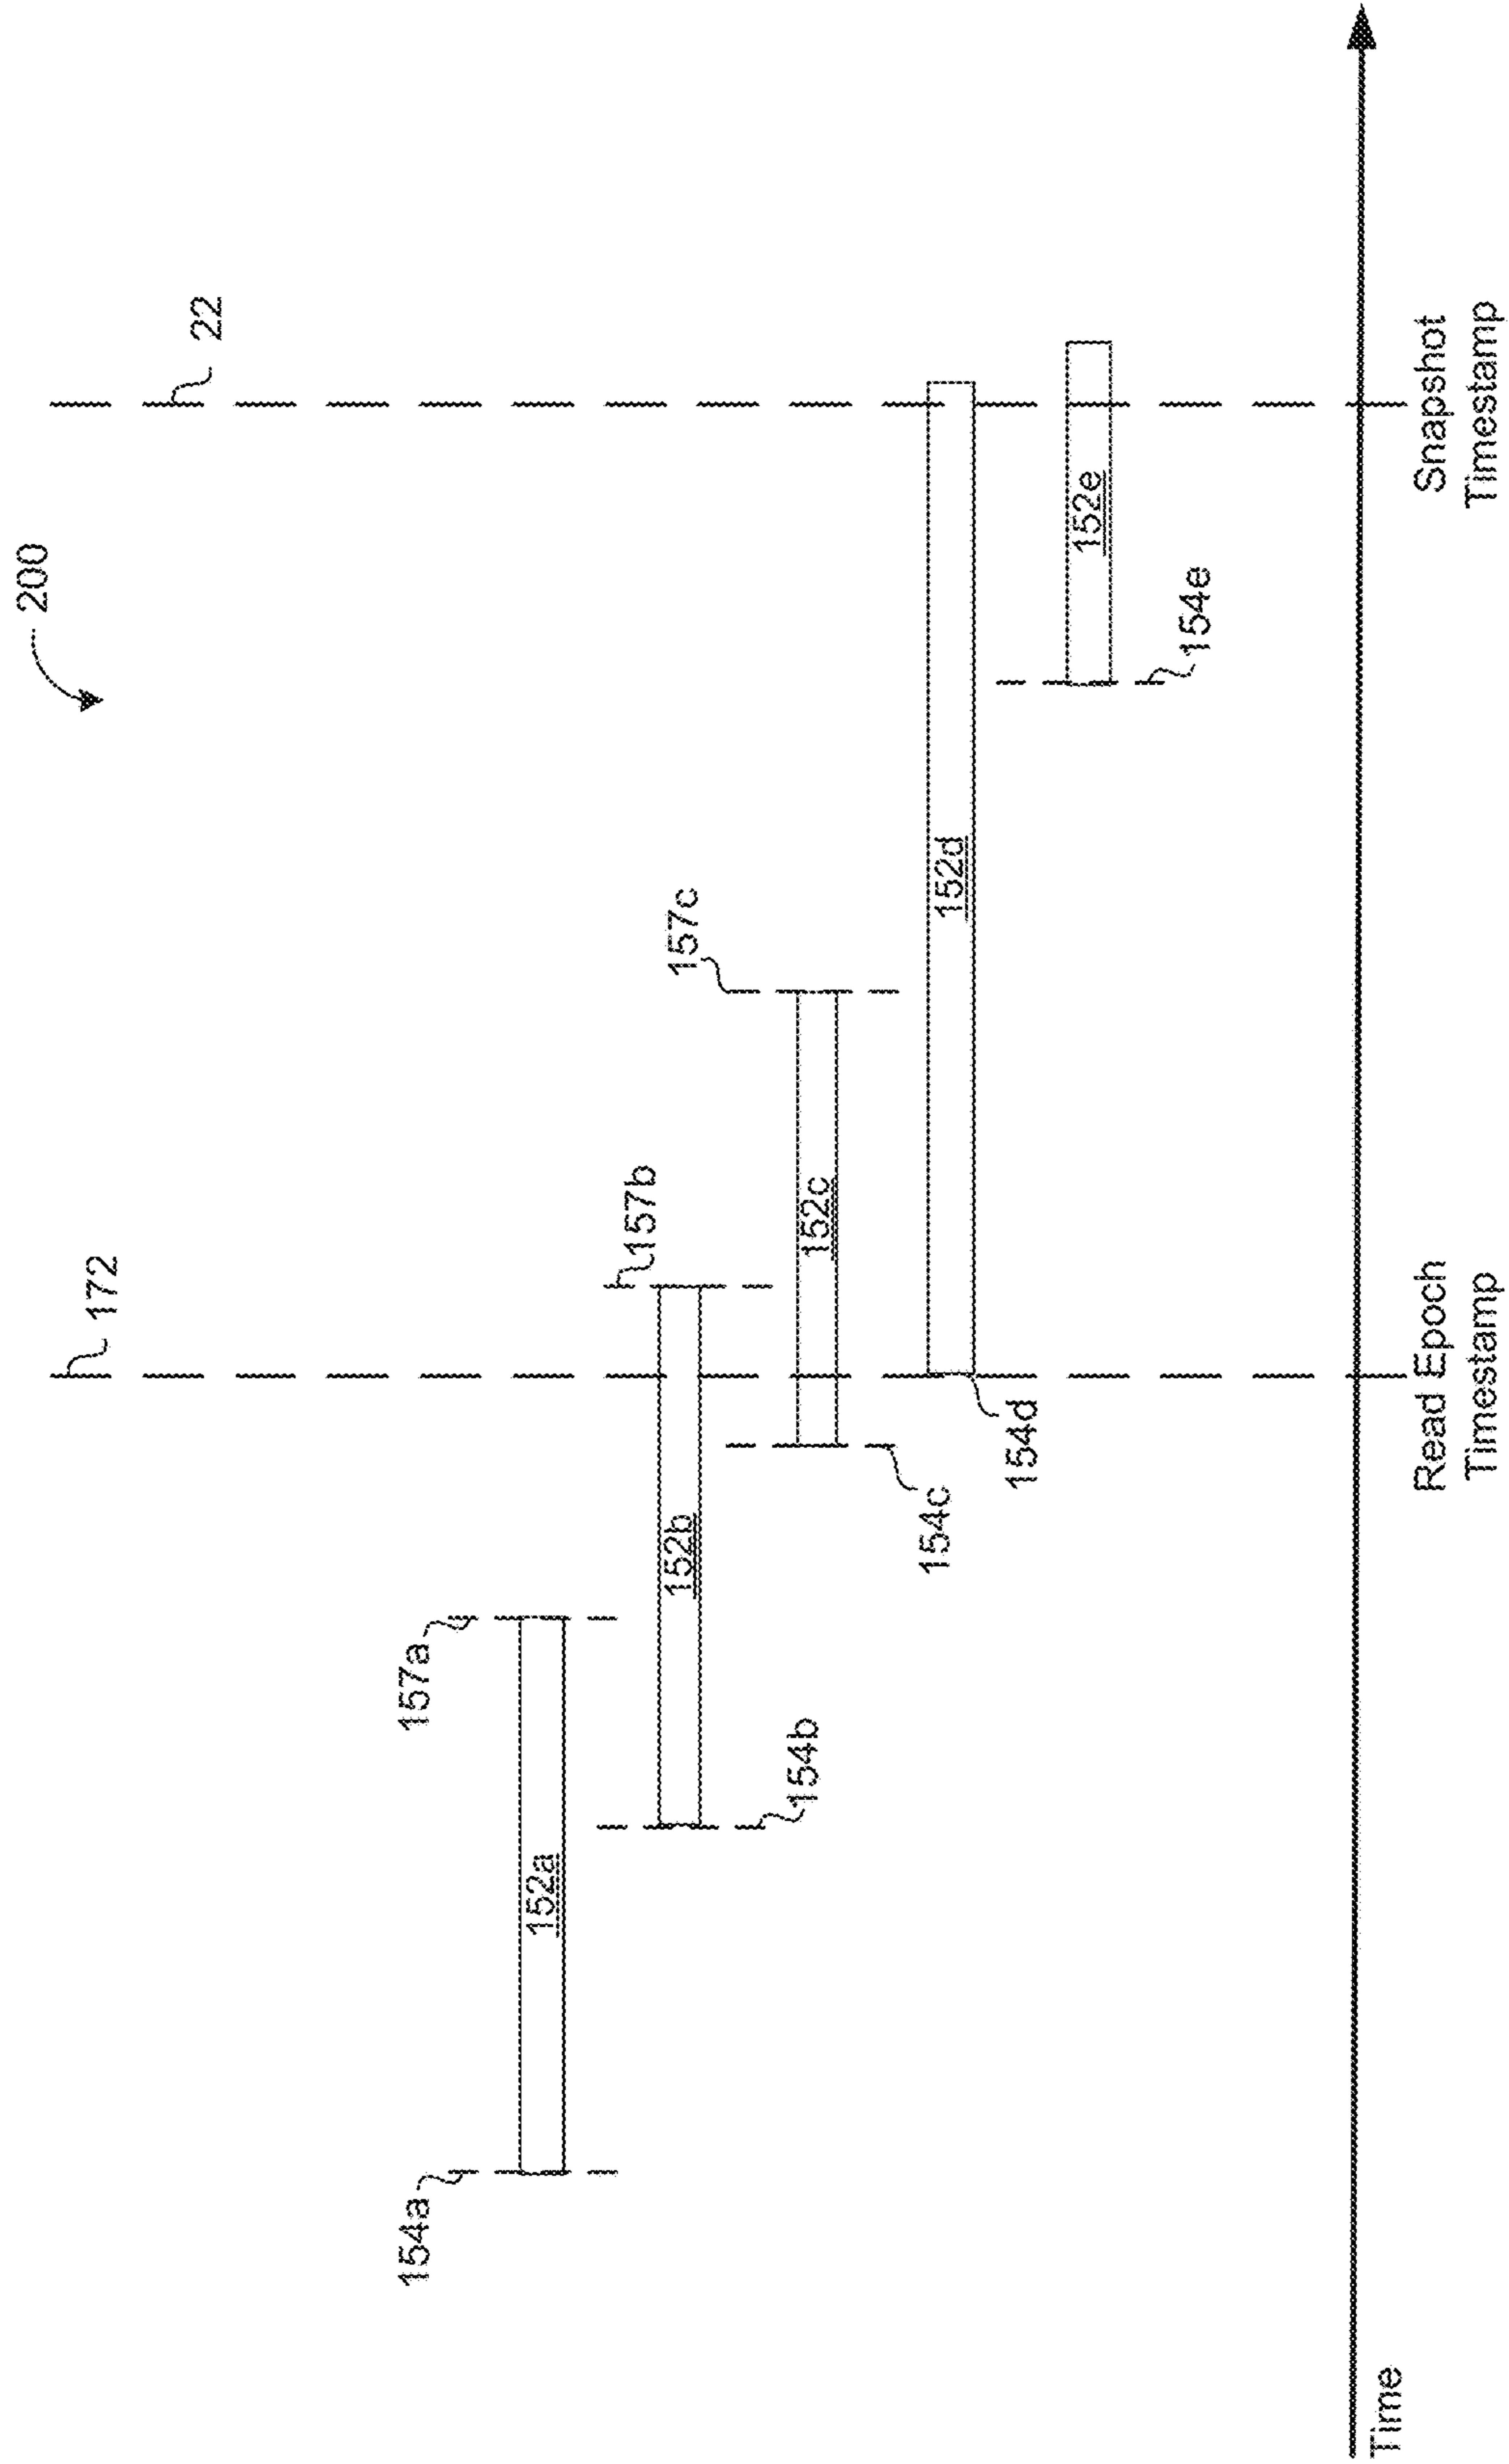 200
172
22
154a
157a
152a
157b
152b
154b
157c
152c
154c
152d
154d
152e
154e
Time
Read Epoch
Timestamp
Snapshot
Timestamp